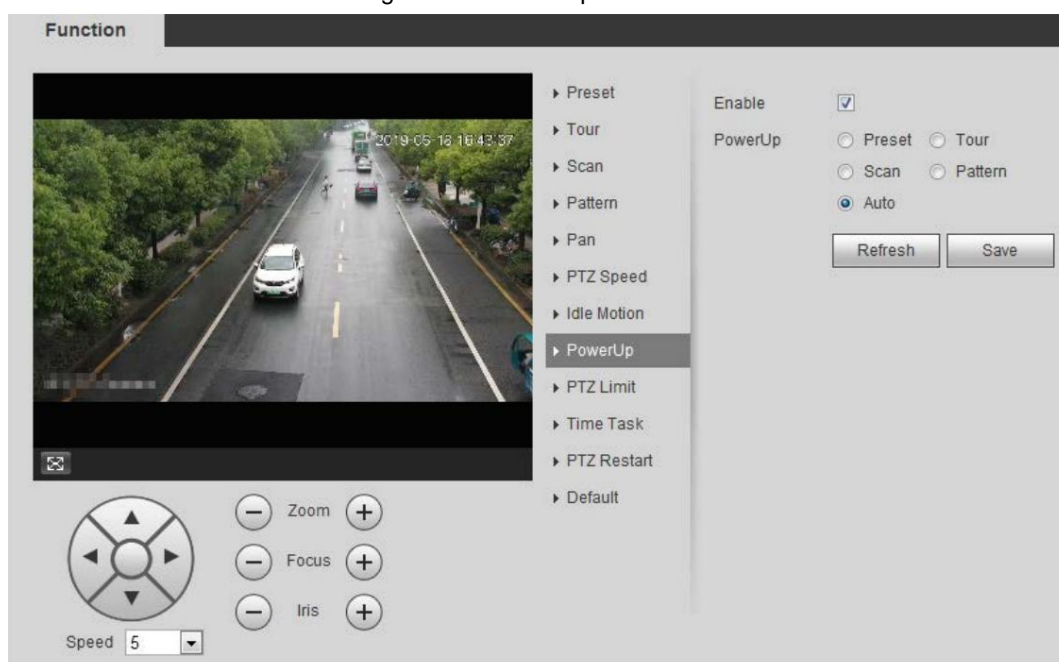 Function
2019-05-18 16:43:37
Preset
Tour
Scan
Pattern
Pan
PTZ Speed
Idle Motion
PowerUp
PTZ Limit
Time Task
PTZ Restart
Default
Enable
PowerUp
Preset Tour
Scan Pattern
Auto
Refresh Save
Zoom
Focus
Iris
Speed 5